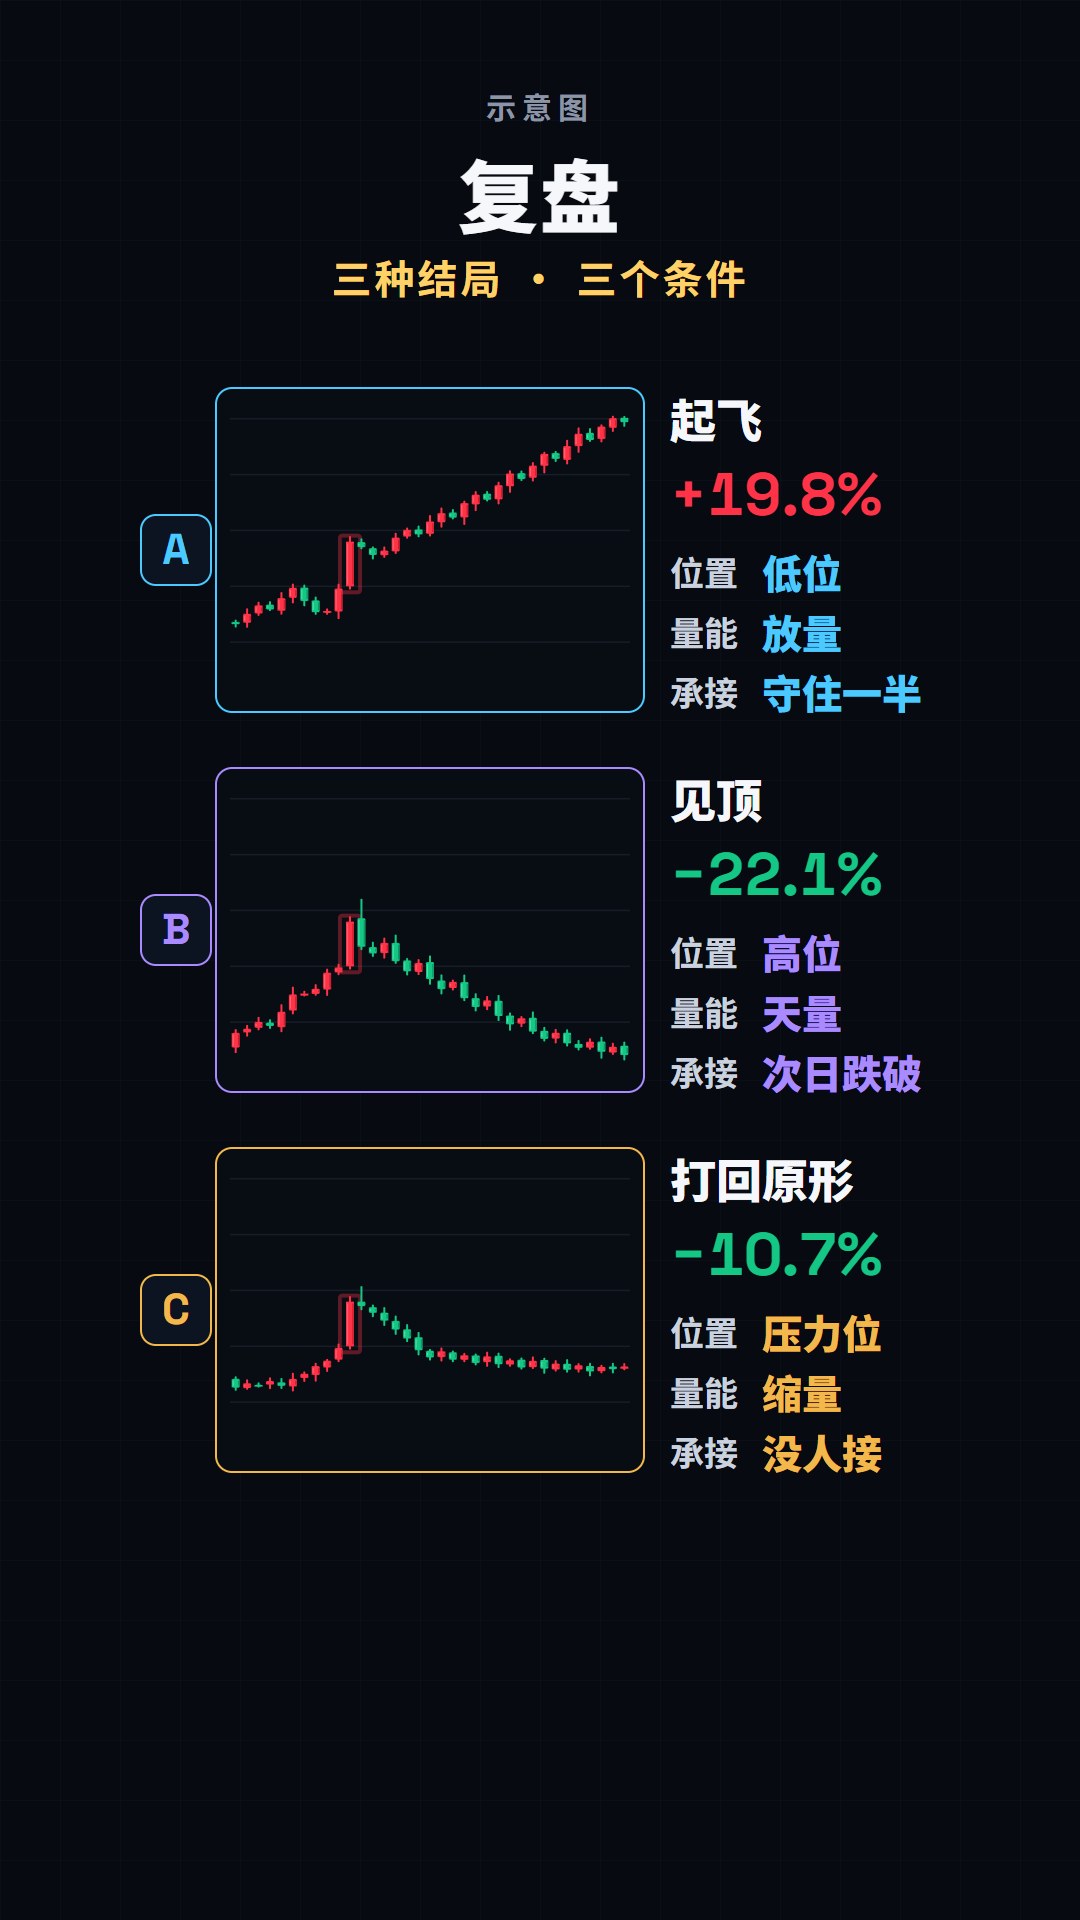 示意图
复盘
三种结局 · 三个条件
A
起飞
+19.8%
位置 低位
量能 放量
承接 守住一半
B
见顶
-22.1%
位置 高位
量能 天量
承接 次日跌破
C
打回原形
-10.7%
位置 压力位
量能 缩量
承接 没人接